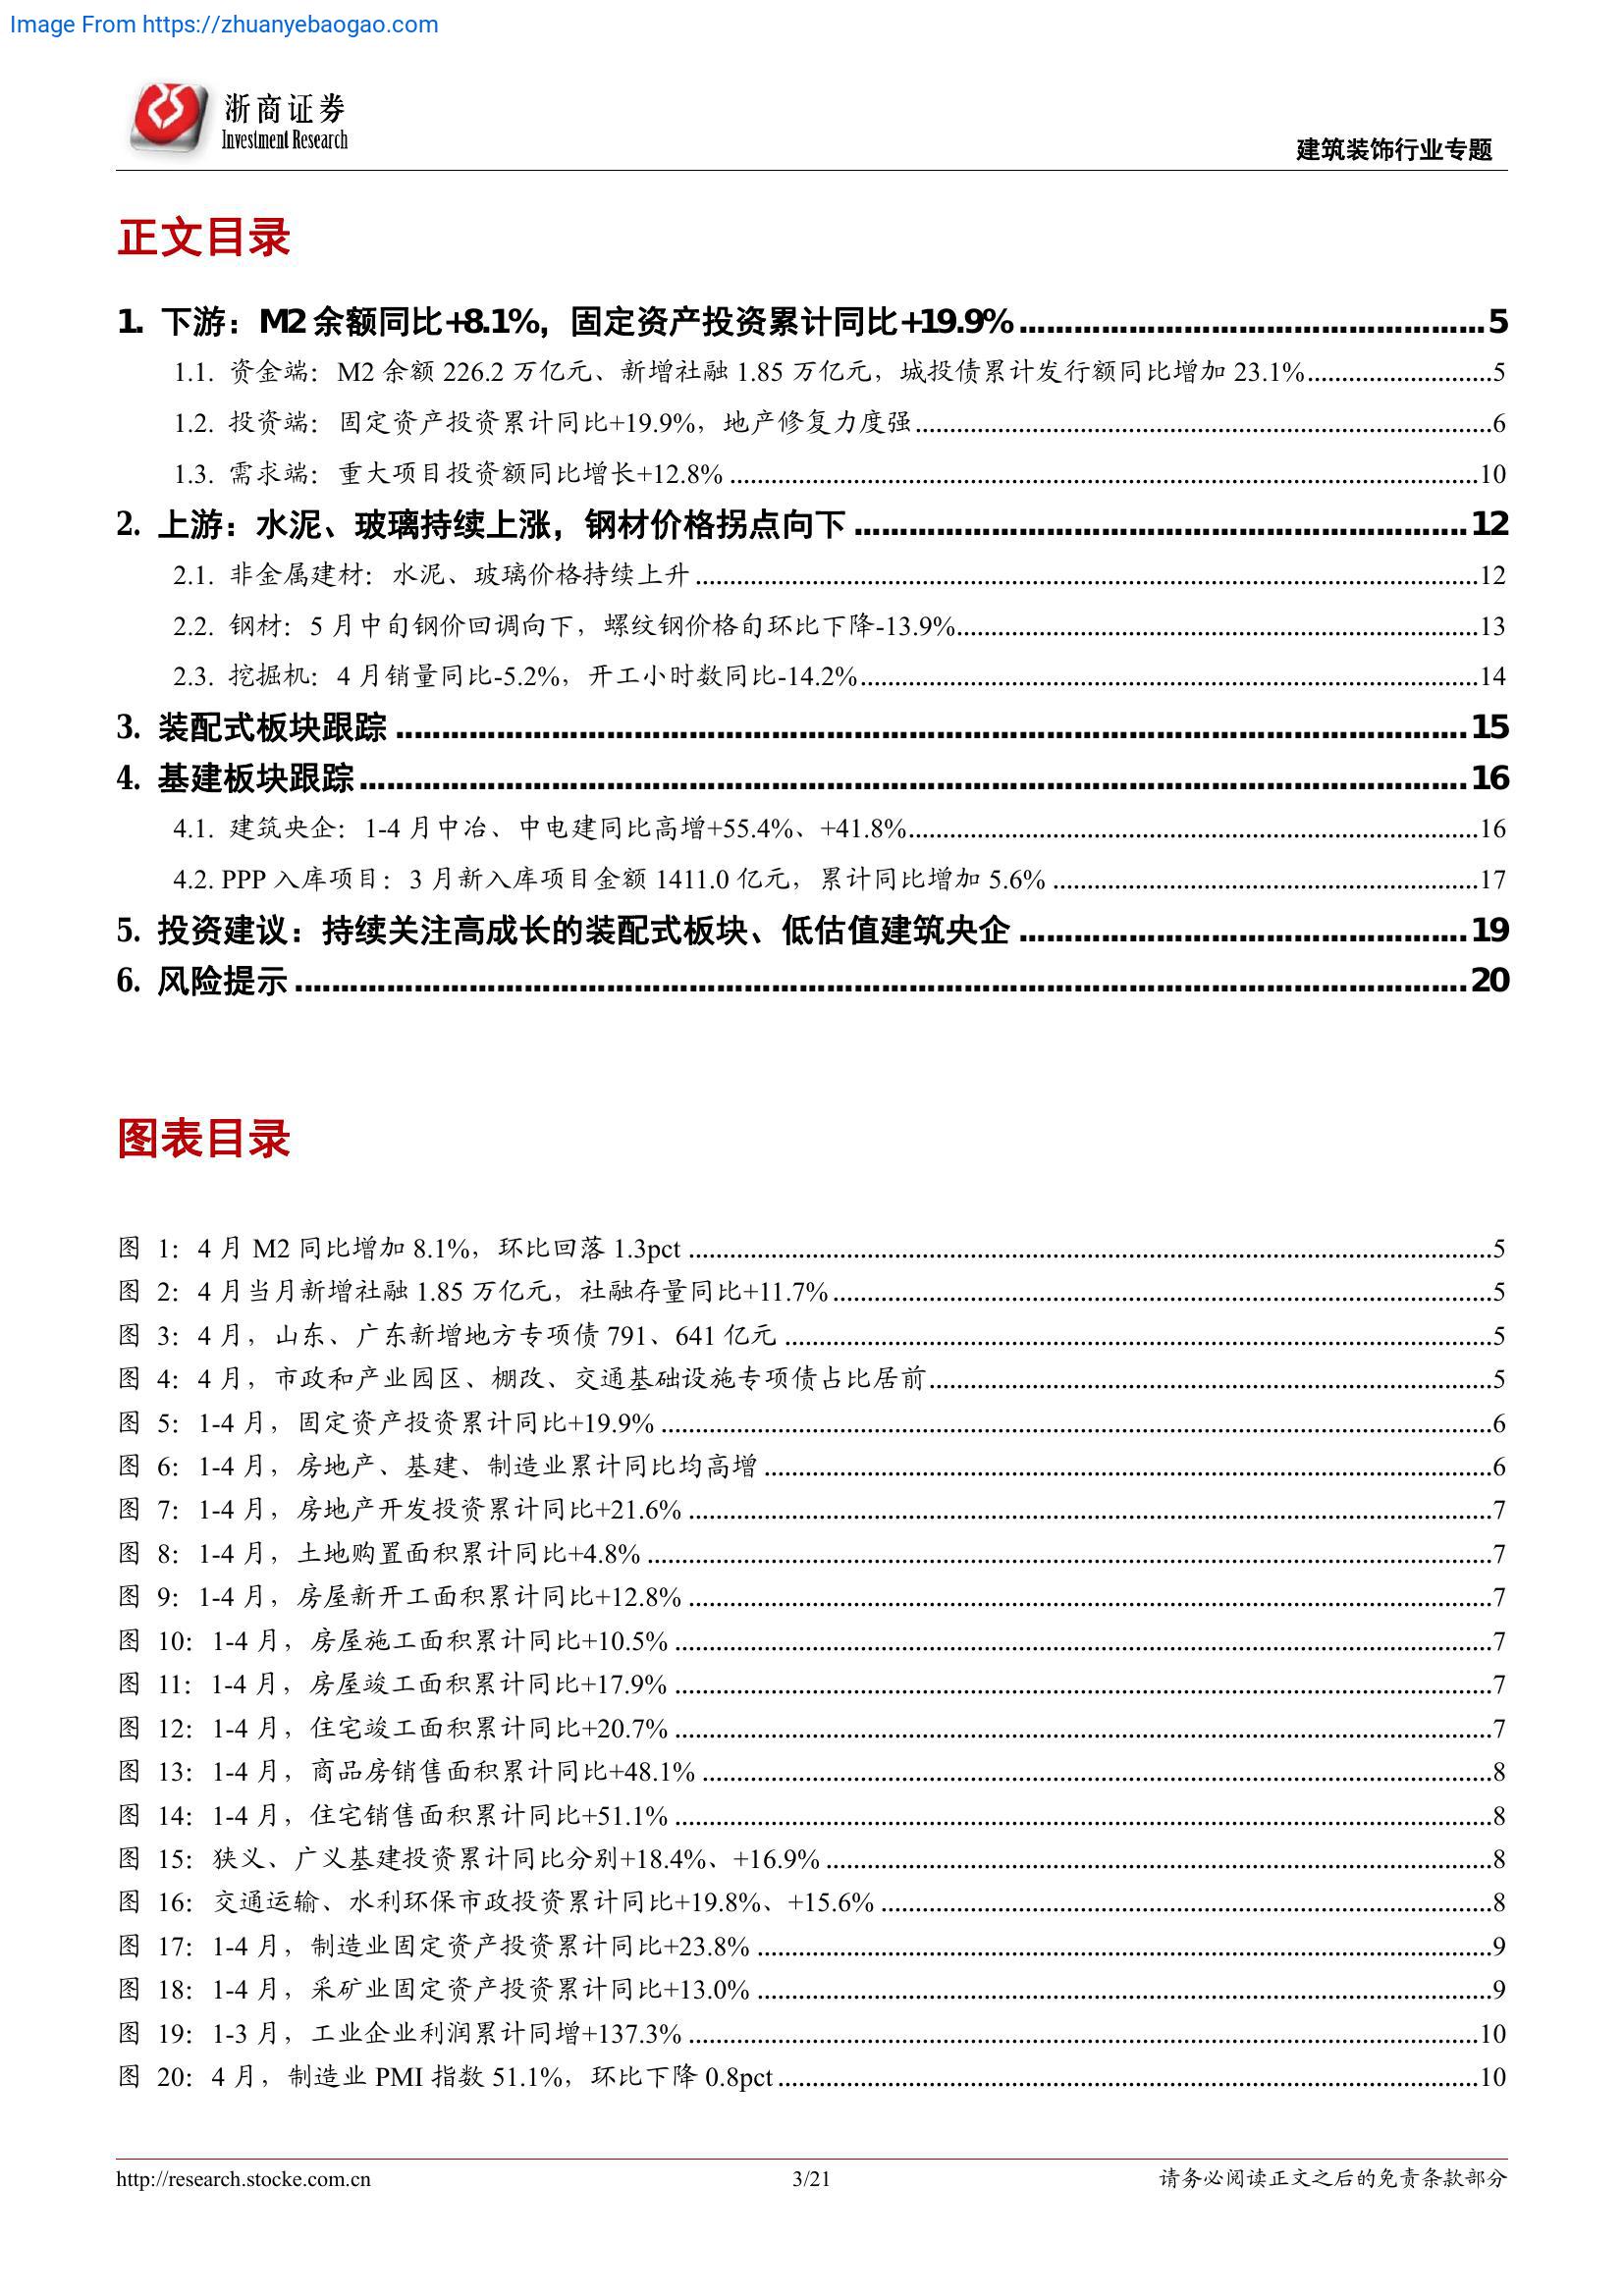 Image From https://zhuanyebaogao.com
浙商证券
Investment Research
建筑装饰行业专题
正文目录
1. 下游：M2 余额同比+8.1%，固定资产投资累计同比+19.9%....................5
1.1. 资金端：M2 余额 226.2 万亿元、新增社融 1.85 万亿元，城投债累计发行额同比增加 23.1%....................5
1.2. 投资端：固定资产投资累计同比+19.9%，地产修复力度强....................6
1.3. 需求端：重大项目投资额同比增长+12.8%....................10
2. 上游：水泥、玻璃持续上涨，钢材价格拐点向下....................12
2.1. 非金属建材：水泥、玻璃价格持续上升....................12
2.2. 钢材：5 月中旬钢价回调向下，螺纹钢价格旬环比下降-13.9%....................13
2.3. 挖掘机：4 月销量同比-5.2%，开工小时数同比-14.2%....................14
3. 装配式板块跟踪....................15
4. 基建板块跟踪....................16
4.1. 建筑央企：1-4 月中冶、中电建同比高增+55.4%、+41.8%....................16
4.2. PPP 入库项目：3 月新入库项目金额 1411.0 亿元，累计同比增加 5.6%....................17
5. 投资建议：持续关注高成长的装配式板块、低估值建筑央企....................19
6. 风险提示....................20
图表目录
图 1：4 月 M2 同比增加 8.1%，环比回落 1.3pct....................5
图 2：4 月当月新增社融 1.85 万亿元，社融存量同比+11.7%....................5
图 3：4 月，山东、广东新增地方专项债 791、641 亿元....................5
图 4：4 月，市政和产业园区、棚改、交通基础设施专项债占比居前....................5
图 5：1-4 月，固定资产投资累计同比+19.9%....................6
图 6：1-4 月，房地产、基建、制造业累计同比均高增....................6
图 7：1-4 月，房地产开发投资累计同比+21.6%....................7
图 8：1-4 月，土地购置面积累计同比+4.8%....................7
图 9：1-4 月，房屋新开工面积累计同比+12.8%....................7
图 10：1-4 月，房屋施工面积累计同比+10.5%....................7
图 11：1-4 月，房屋竣工面积累计同比+17.9%....................7
图 12：1-4 月，住宅竣工面积累计同比+20.7%....................7
图 13：1-4 月，商品房销售面积累计同比+48.1%....................8
图 14：1-4 月，住宅销售面积累计同比+51.1%....................8
图 15：狭义、广义基建投资累计同比分别+18.4%、+16.9%....................8
图 16：交通运输、水利环保市政投资累计同比+19.8%、+15.6%....................8
图 17：1-4 月，制造业固定资产投资累计同比+23.8%....................9
图 18：1-4 月，采矿业固定资产投资累计同比+13.0%....................9
图 19：1-3 月，工业企业利润累计同增+137.3%....................10
图 20：4 月，制造业 PMI 指数 51.1%，环比下降 0.8pct....................10
http://research.stocke.com.cn
3/21
请务必阅读正文之后的免责条款部分